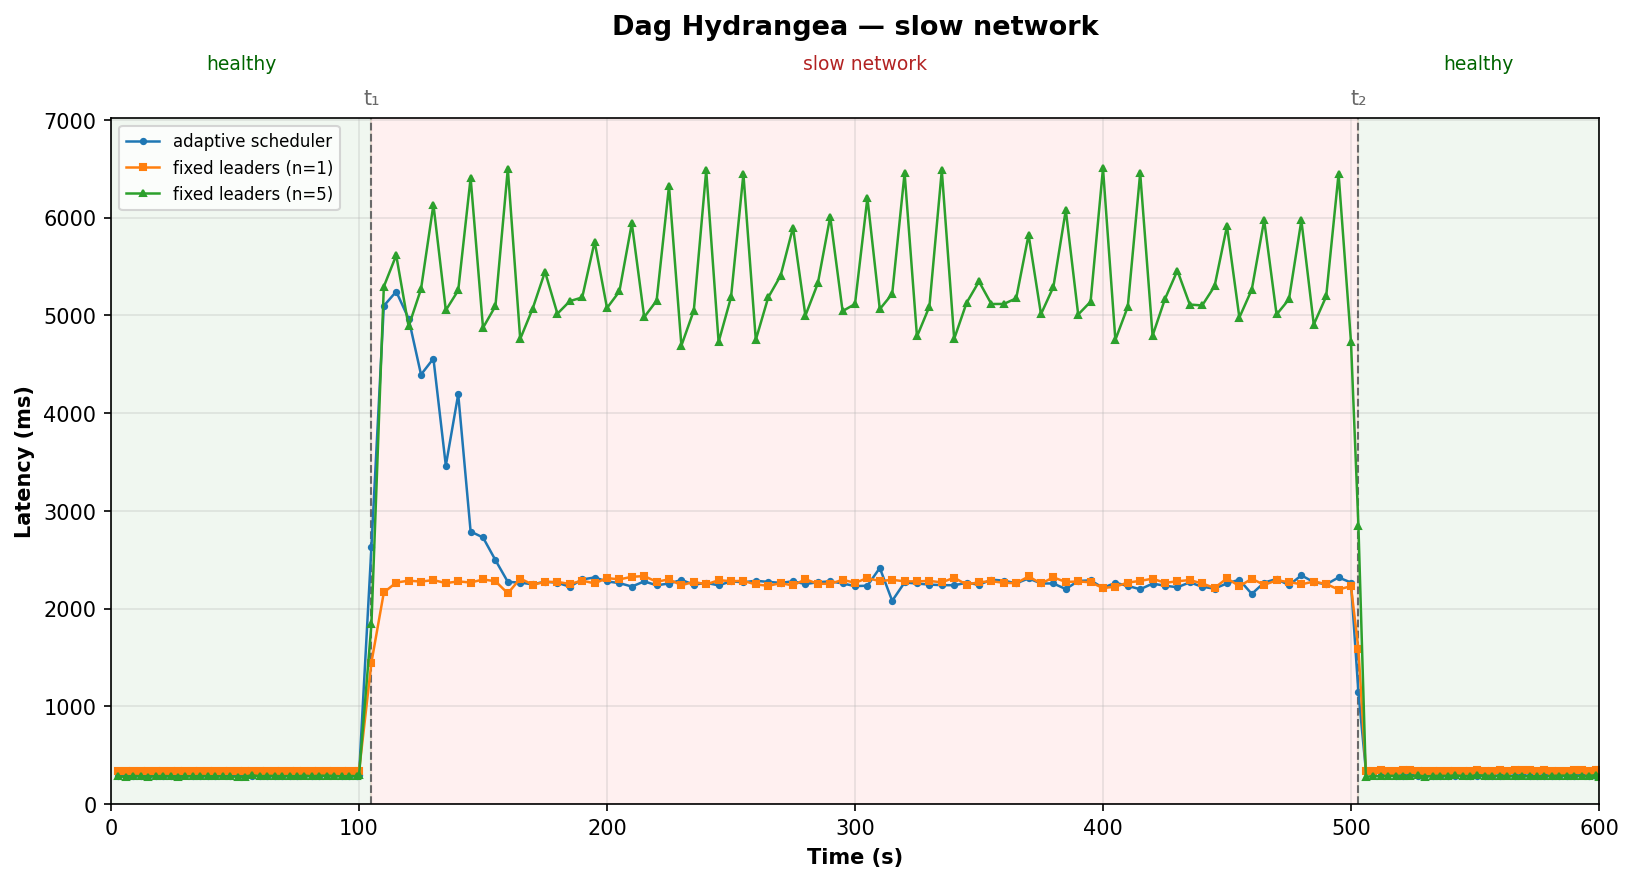 Dag Hydrangea — slow network
healthy
slow network
healthy
t₁
t₂
adaptive scheduler
fixed leaders (n=1)
fixed leaders (n=5)
7000
6000
5000
4000
3000
2000
1000
0
Latency (ms)
0 100 200 300 400 500 600
Time (s)